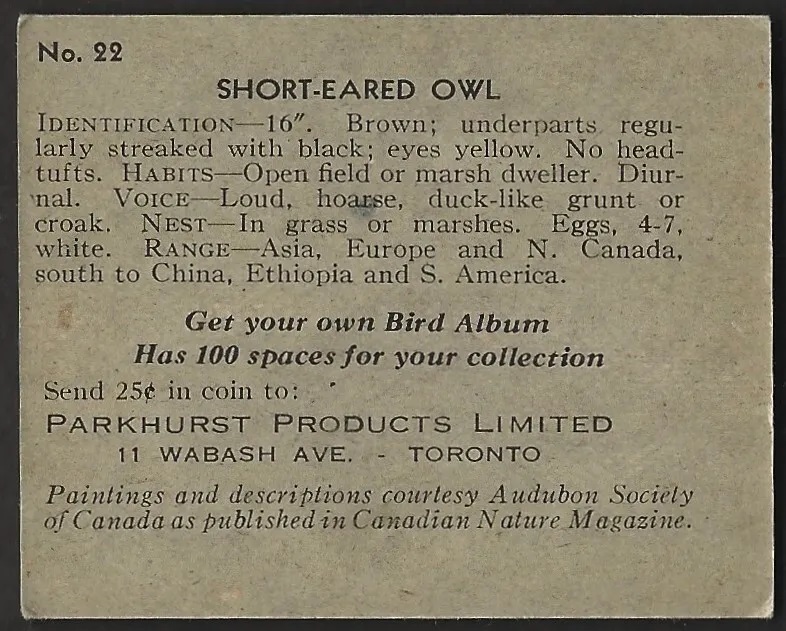 No. 22
SHORT-EARED OWL
IDENTIFICATION—16″. Brown; underparts regu-
larly streaked with black; eyes yellow. No head-
tufts. HABITS—Open field or marsh dweller. Diur-
nal. VOICE—Loud, hoarse, duck-like grunt or
croak. NEST—In grass or marshes. Eggs, 4-7,
white. RANGE—Asia, Europe and N. Canada,
south to China, Ethiopia and S. America.
Get your own Bird Album
Has 100 spaces for your collection
Send 25¢ in coin to:
PARKHURST PRODUCTS LIMITED
11 WABASH AVE. - TORONTO
Paintings and descriptions courtesy Audubon Society
of Canada as published in Canadian Nature Magazine.